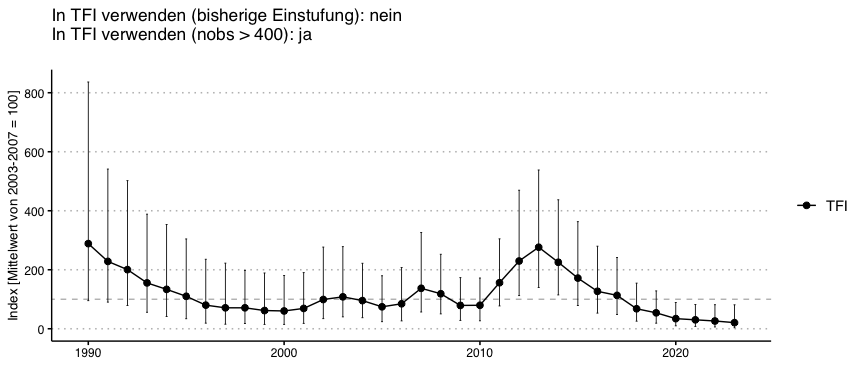 In TFI verwenden (bisherige Einstufung): nein
In TFI verwenden (nobs > 400): ja
Index [Mittelwert von 2003-2007 = 100]
800
600
400
200
0
1990
2000
2010
2020
TFI